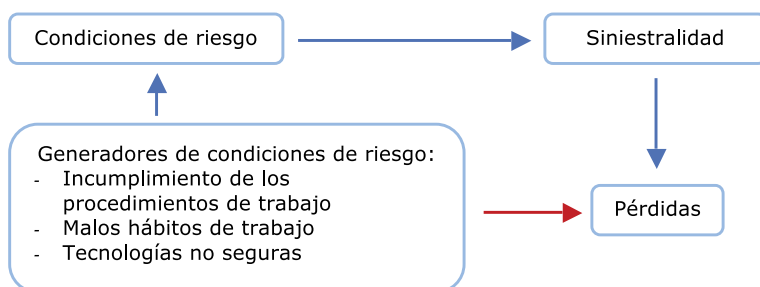 Condiciones de riesgo
Siniestralidad
Generadores de condiciones de riesgo:
- Incumplimiento de los
procedimientos de trabajo
- Malos hábitos de trabajo
- Tecnologías no seguras
Pérdidas